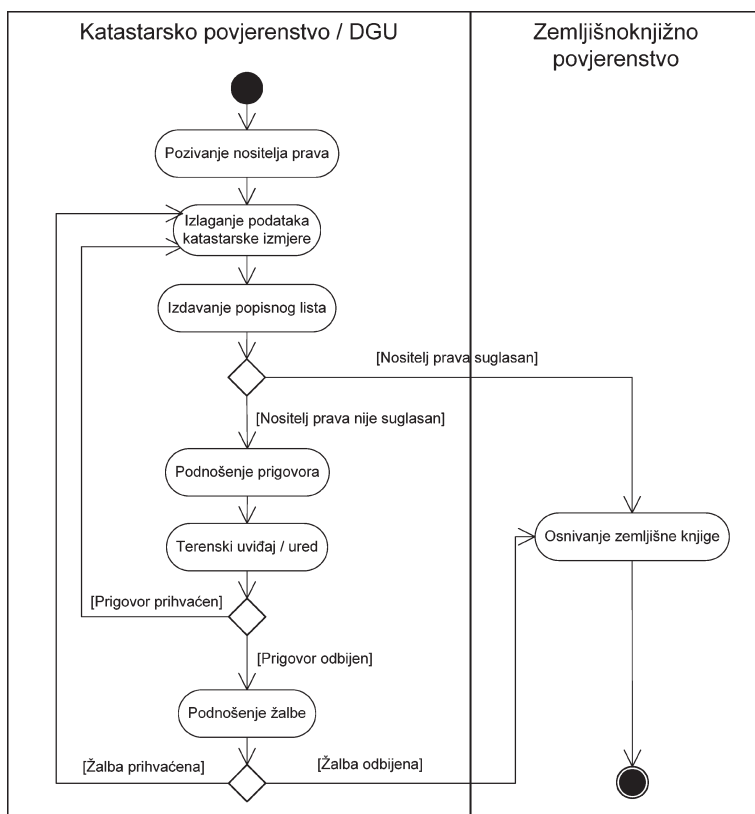 Katastarsko povjerenstvo / DGU
Zemljišnoknjižno
povjerenstvo
Pozivanje nositelja prava
Izlaganje podataka
katastarske izmjere
Izdavanje popisnog lista
[Nositelj prava suglasan]
[Nositelj prava nije suglasan]
Podnošenje prigovora
Osnivanje zemljišne knjige
Terenski uviđaj / ured
[Prigovor prihvaćen]
[Prigovor odbijen]
Podnošenje žalbe
[Žalba prihvaćena]
[Žalba odbijena]